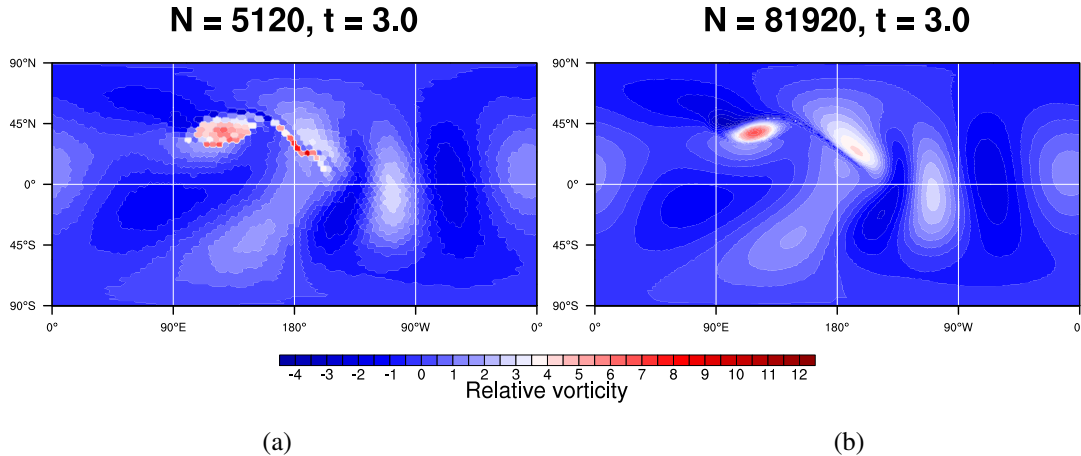 N = 5120, t = 3.0
N = 81920, t = 3.0
90°N
45°N
0°
45°S
90°S
0° 90°E 180° 90°W 0°
90°N
45°N
0°
45°S
90°S
0° 90°E 180° 90°W 0°
-4 -3 -2 -1 0 1 2 3 4 5 6 7 8 9 10 11 12
Relative vorticity
(a)
(b)